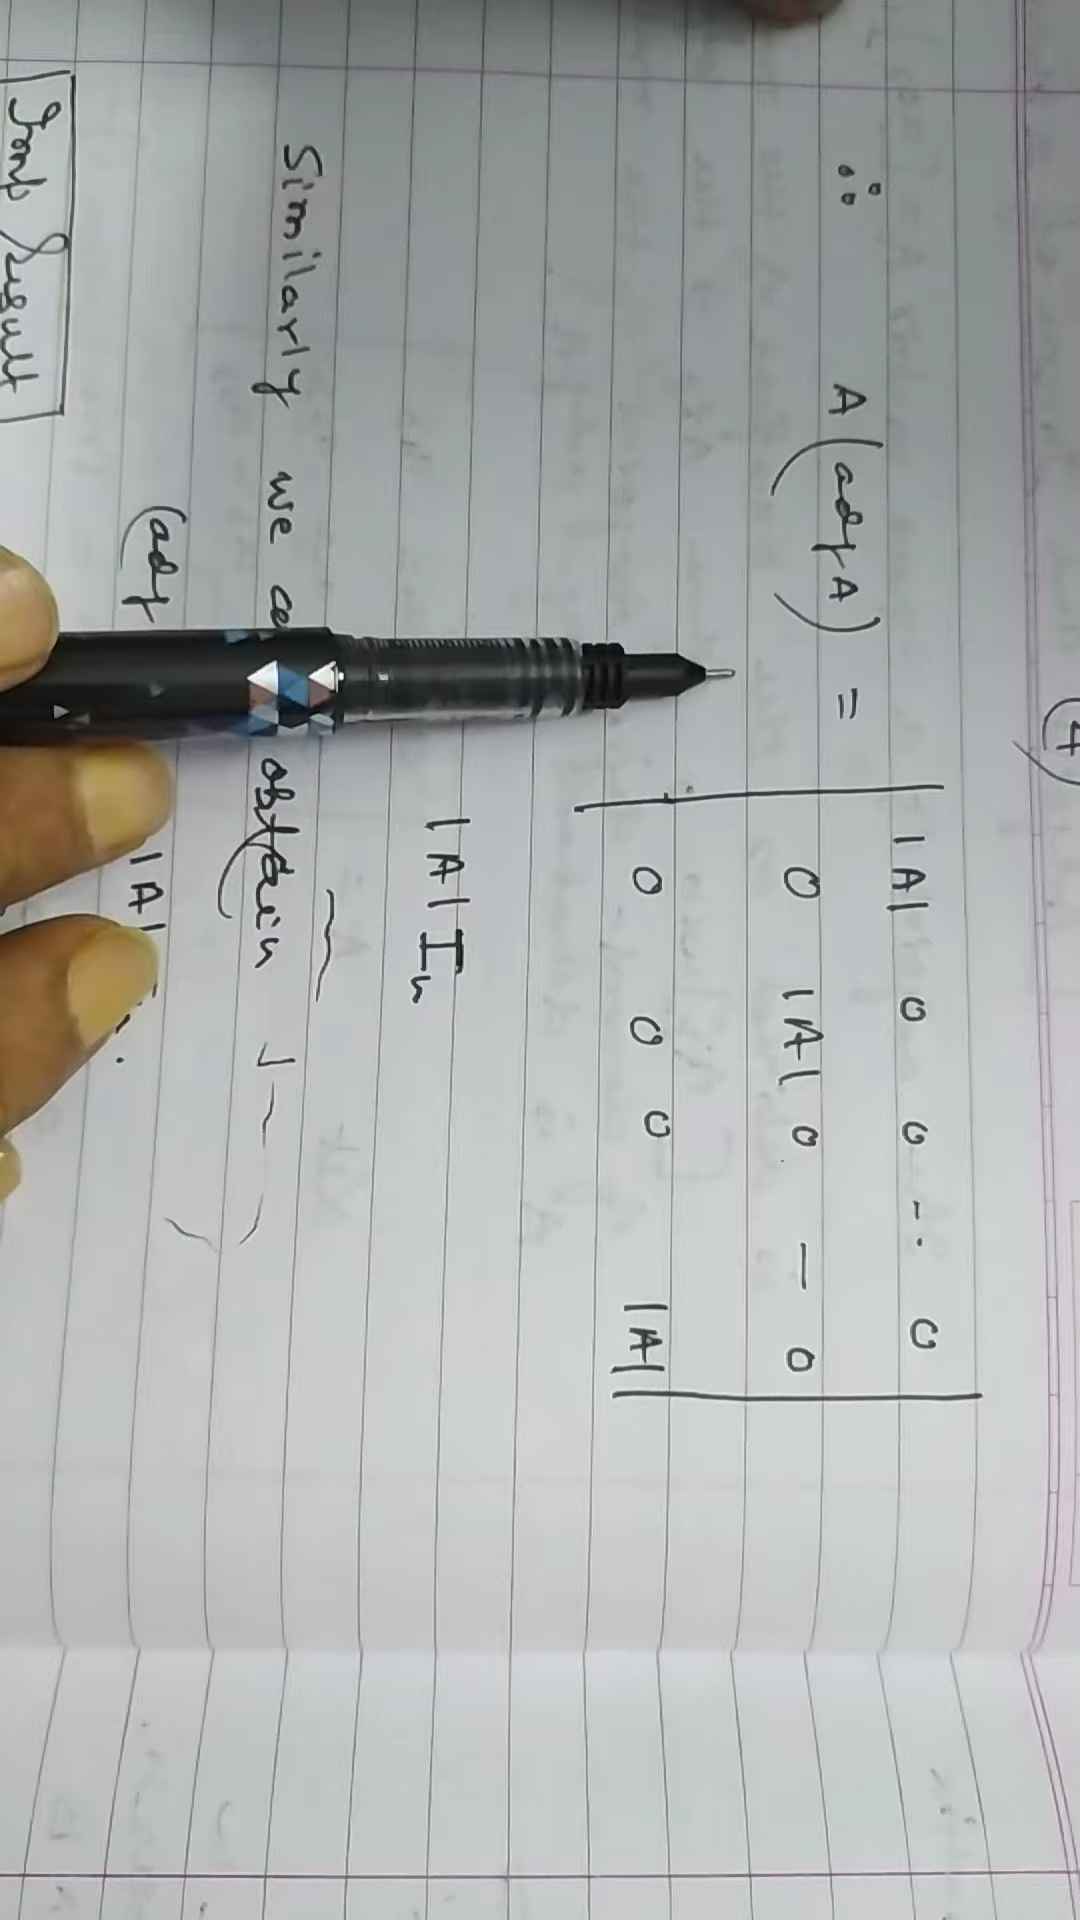 4
∴ A(adj A) = | |A| 0 0 -. 0
0 |A| 0 — 0
0 0 0 |A| |
|A| In
Similarly we obtain
(adj |A|
Imp Result